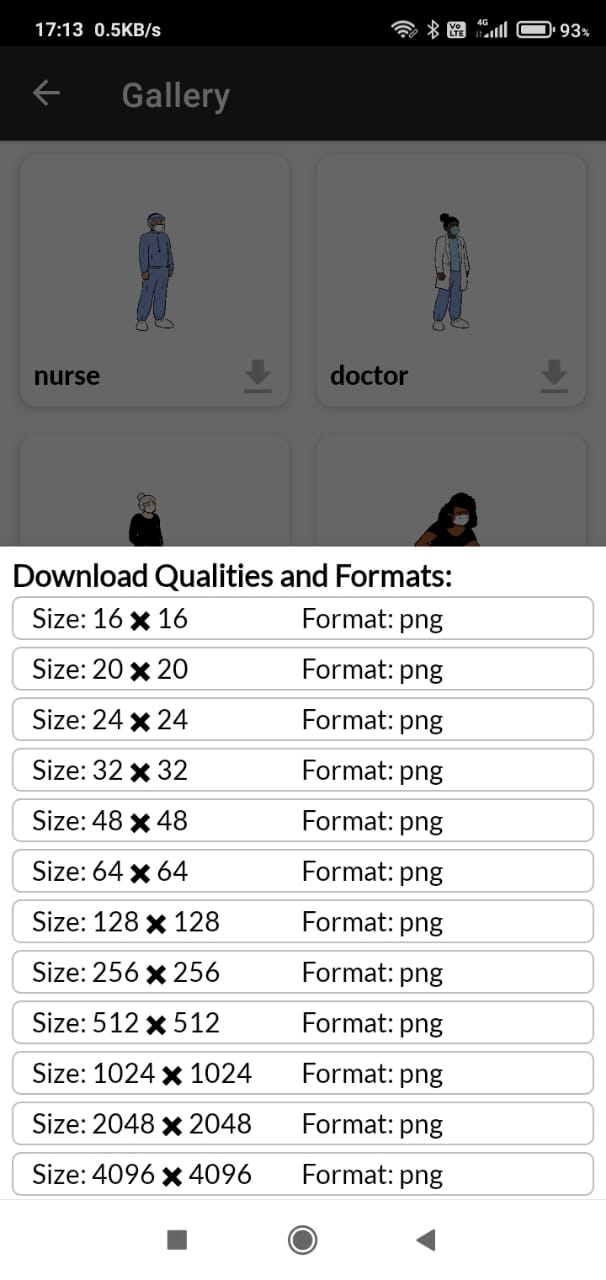 17:13 0.5KB/s Vo LTE 4G 93%
Gallery
nurse doctor
Download Qualities and Formats:
Size: 16 ✖ 16 Format: png
Size: 20 ✖ 20 Format: png
Size: 24 ✖ 24 Format: png
Size: 32 ✖ 32 Format: png
Size: 48 ✖ 48 Format: png
Size: 64 ✖ 64 Format: png
Size: 128 ✖ 128 Format: png
Size: 256 ✖ 256 Format: png
Size: 512 ✖ 512 Format: png
Size: 1024 ✖ 1024 Format: png
Size: 2048 ✖ 2048 Format: png
Size: 4096 ✖ 4096 Format: png